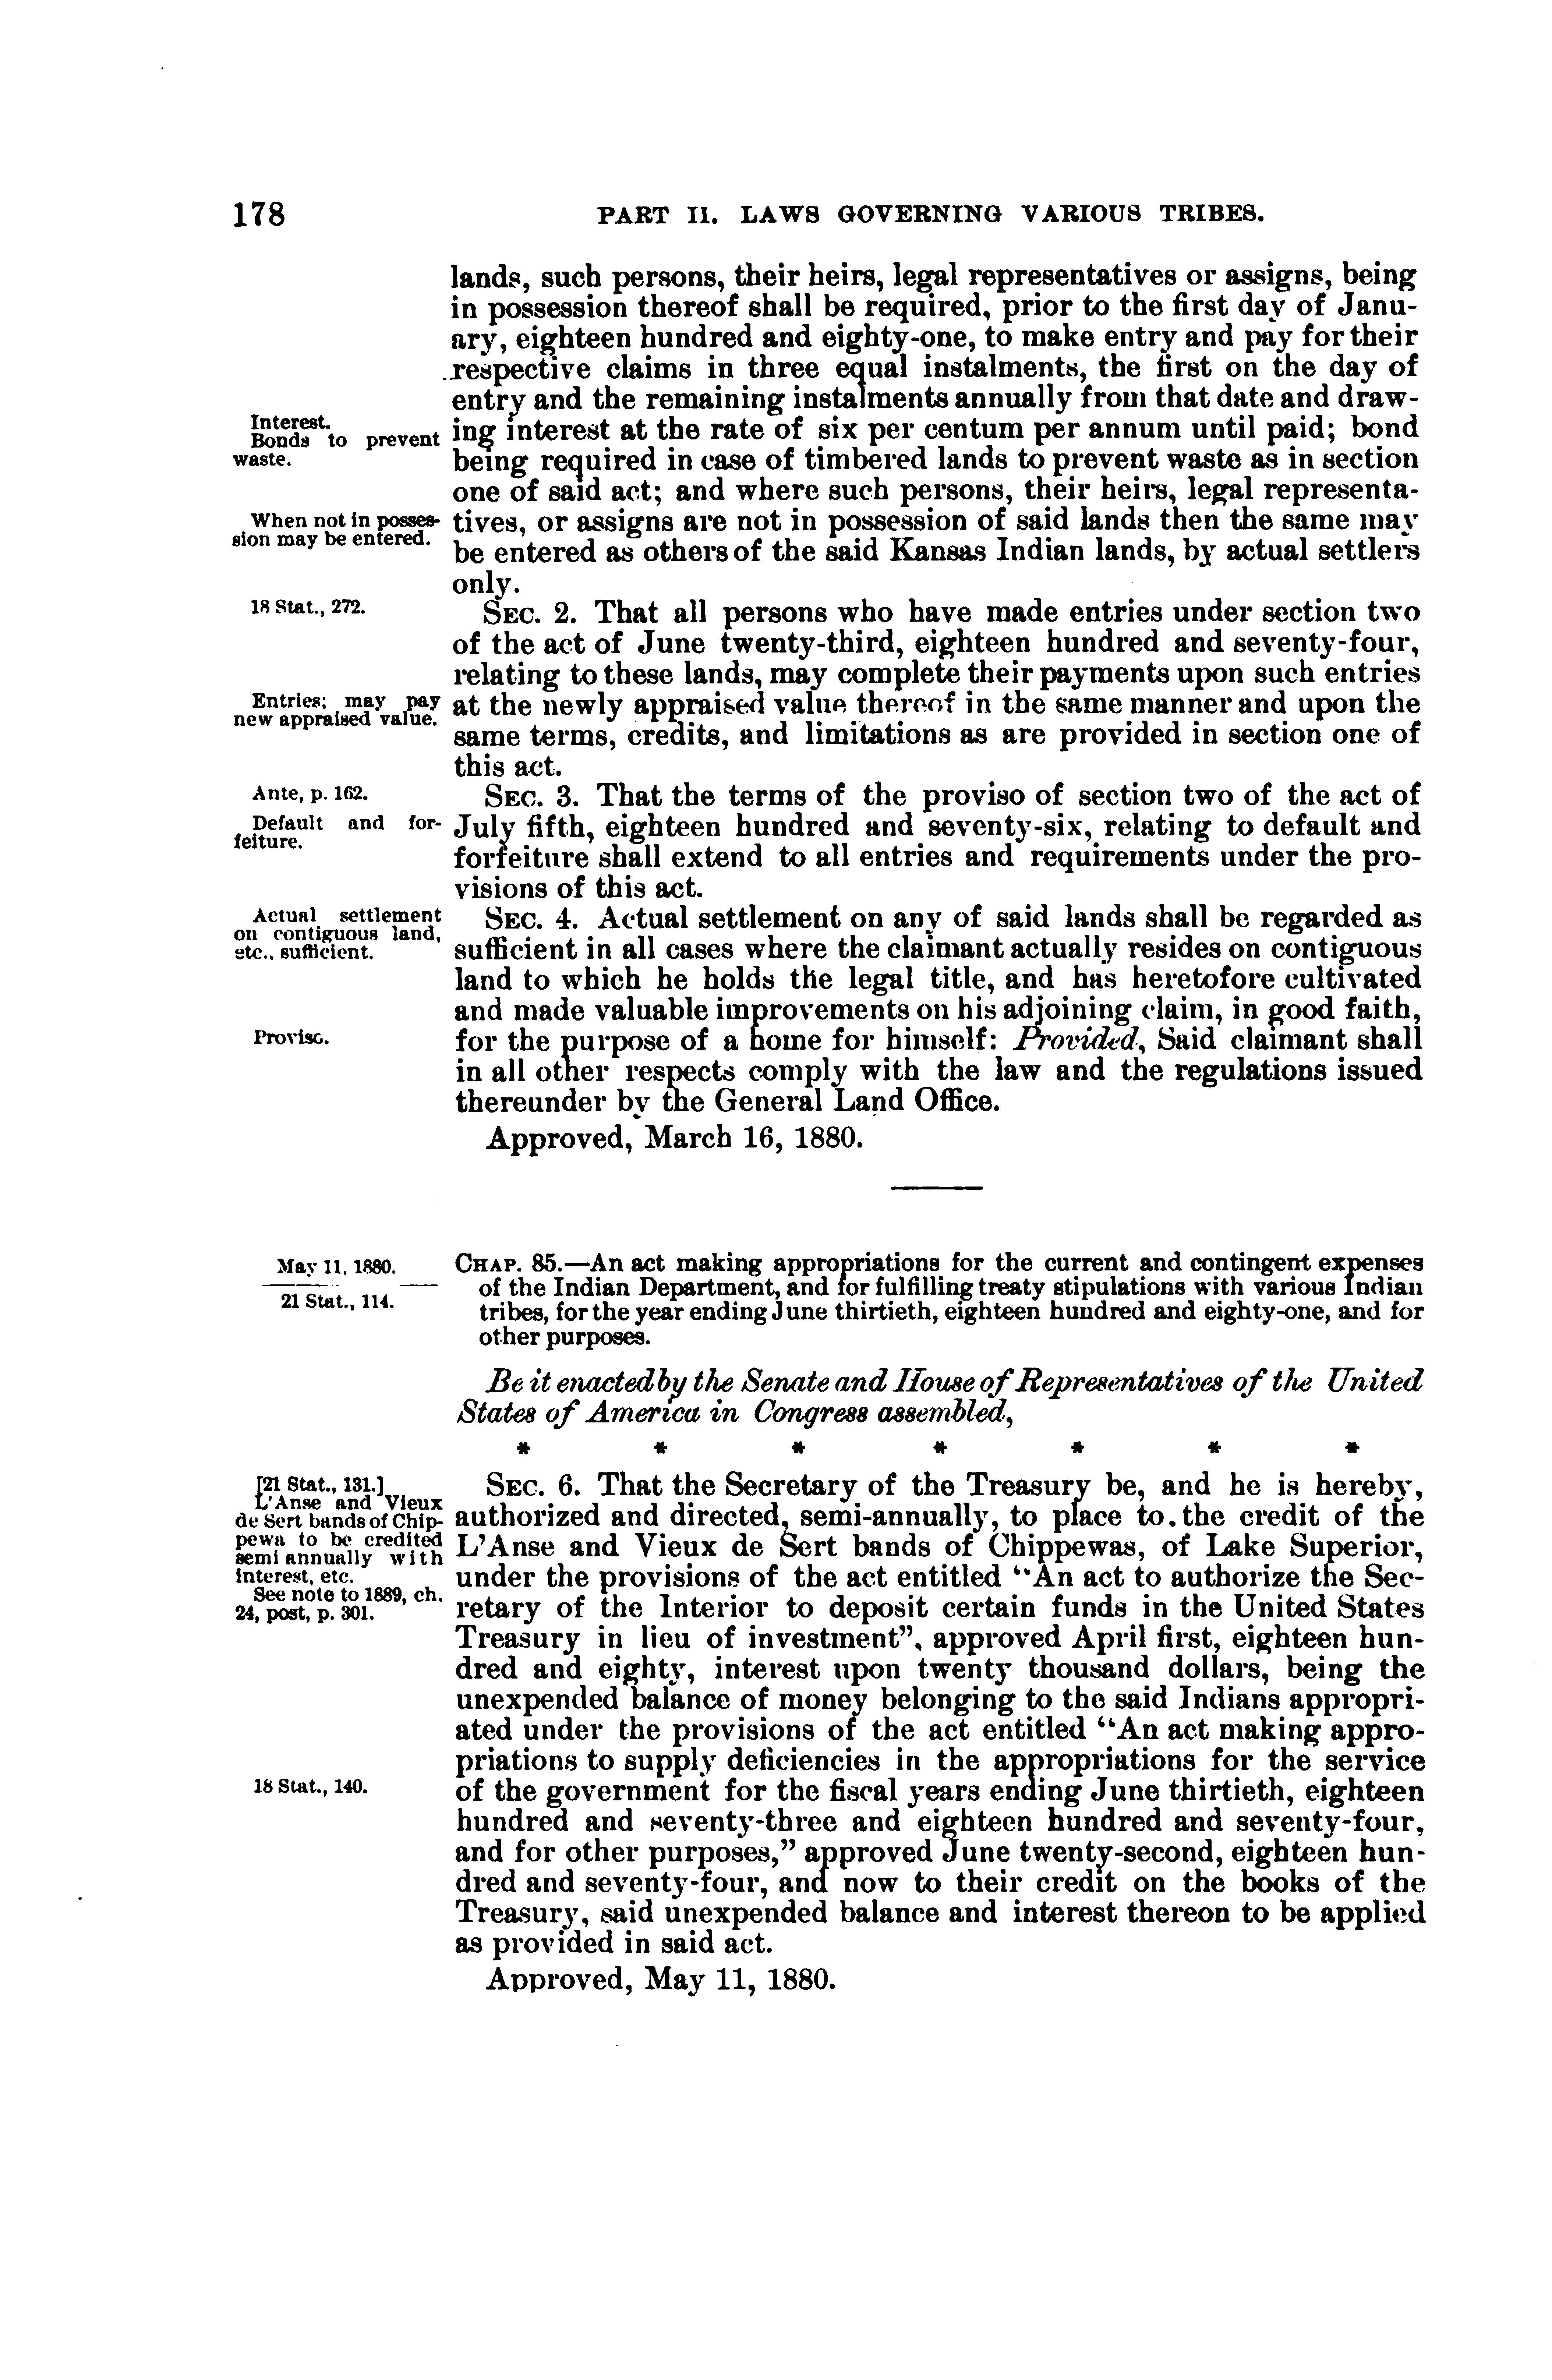 178
PART II. LAWS GOVERNING VARIOUS TRIBES.
lands, such persons, their heirs, legal representatives or assigns, being
in possession thereof shall be required, prior to the first day of Janu-
ary, eighteen hundred and eighty-one, to make entry and pay for their
respective claims in three equal instalments, the first on the day of
entry and the remaining instalments annually from that date and draw-
Interest.
Bonds to prevent
waste.
ing interest at the rate of six per centum per annum until paid; bond
being required in case of timbered lands to prevent waste as in section
one of said act; and where such persons, their heirs, legal representa-
When not in posses-
sion may be entered.
tives, or assigns are not in possession of said lands then the same may
be entered as others of the said Kansas Indian lands, by actual settlers
only.
18 Stat., 272.
SEC. 2. That all persons who have made entries under section two
of the act of June twenty-third, eighteen hundred and seventy-four,
relating to these lands, may complete their payments upon such entries
Entries; may pay
new appraised value.
at the newly appraised value thereof in the same manner and upon the
same terms, credits, and limitations as are provided in section one of
this act.
Ante, p. 162.
SEC. 3. That the terms of the proviso of section two of the act of
Default and for-
feiture.
July fifth, eighteen hundred and seventy-six, relating to default and
forfeiture shall extend to all entries and requirements under the pro-
visions of this act.
Actual settlement
on contiguous land,
etc., sufficient.
SEC. 4. Actual settlement on any of said lands shall be regarded as
sufficient in all cases where the claimant actually resides on contiguous
land to which he holds the legal title, and has heretofore cultivated
and made valuable improvements on his adjoining claim, in good faith,
Proviso.
for the purpose of a home for himself: Provided, Said claimant shall
in all other respects comply with the law and the regulations issued
thereunder by the General Land Office.
Approved, March 16, 1880.
May 11, 1880.
21 Stat., 114.
CHAP. 85.—An act making appropriations for the current and contingent expenses
of the Indian Department, and for fulfilling treaty stipulations with various Indian
tribes, for the year ending June thirtieth, eighteen hundred and eighty-one, and for
other purposes.
Be it enacted by the Senate and House of Representatives of the United
States of America in Congress assembled,
* * * * * * *
[21 Stat., 131.]
L'Anse and Vieux
de Sert bands of Chip-
pewa to be credited
semi annually with
interest, etc.
See note to 1889, ch.
24, post, p. 301.
SEC. 6. That the Secretary of the Treasury be, and he is hereby,
authorized and directed, semi-annually, to place to the credit of the
L'Anse and Vieux de Sert bands of Chippewas, of Lake Superior,
under the provisions of the act entitled "An act to authorize the Sec-
retary of the Interior to deposit certain funds in the United States
Treasury in lieu of investment", approved April first, eighteen hun-
dred and eighty, interest upon twenty thousand dollars, being the
unexpended balance of money belonging to the said Indians appropri-
ated under the provisions of the act entitled "An act making appro-
priations to supply deficiencies in the appropriations for the service
18 Stat., 140.
of the government for the fiscal years ending June thirtieth, eighteen
hundred and seventy-three and eighteen hundred and seventy-four,
and for other purposes," approved June twenty-second, eighteen hun-
dred and seventy-four, and now to their credit on the books of the
Treasury, said unexpended balance and interest thereon to be applied
as provided in said act.
Approved, May 11, 1880.